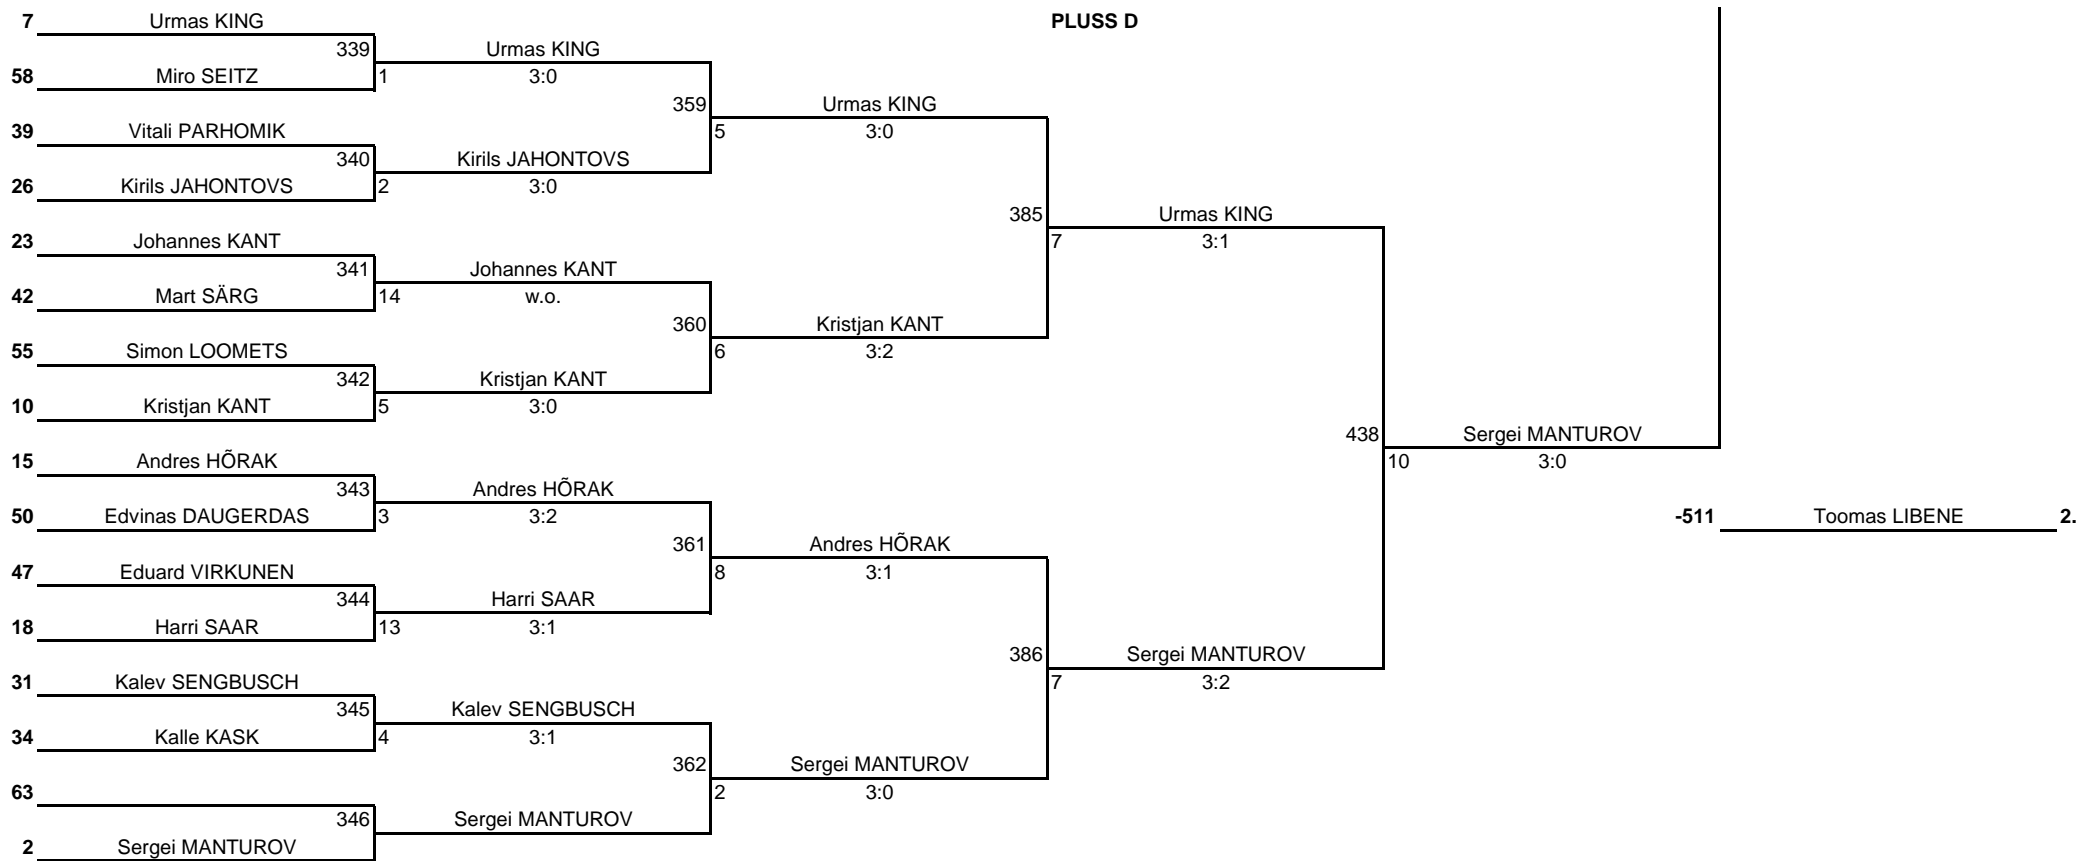 7 Urmas KING PLUSS D
339 Urmas KING
58 Miro SEITZ 1 3:0
359 Urmas KING
39 Vitali PARHOMIK 5 3:0
340 Kirils JAHONTOVS
26 Kirils JAHONTOVS 2 3:0
385 Urmas KING
23 Johannes KANT 7 3:1
341 Johannes KANT
42 Mart SÄRG 14 w.o.
360 Kristjan KANT
55 Simon LOOMETS 6 3:2
342 Kristjan KANT
10 Kristjan KANT 5 3:0
438 Sergei MANTUROV
15 Andres HÕRAK 10 3:0
343 Andres HÕRAK
50 Edvinas DAUGERDAS 3 3:2 -511 Toomas LIBENE 2.
361 Andres HÕRAK
47 Eduard VIRKUNEN 8 3:1
344 Harri SAAR
18 Harri SAAR 13 3:1
386 Sergei MANTUROV
31 Kalev SENGBUSCH 7 3:2
345 Kalev SENGBUSCH
34 Kalle KASK 4 3:1
362 Sergei MANTUROV
63 2 3:0
346 Sergei MANTUROV
2 Sergei MANTUROV